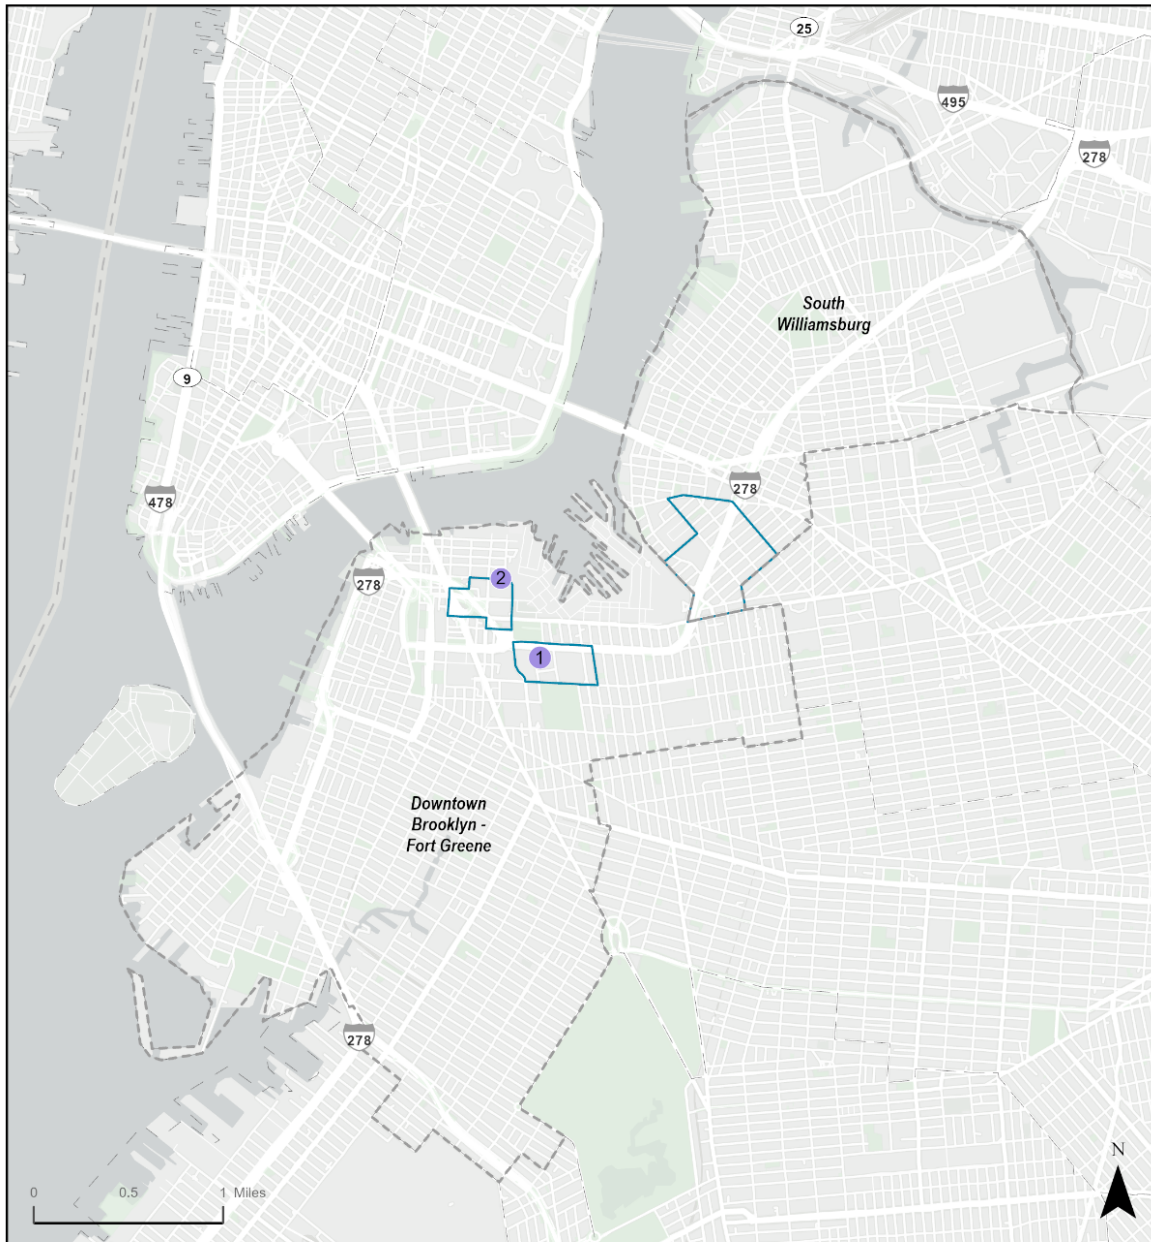 25
495
278
South
Williamsburg
9
278
478
278
2
1
Downtown
Brooklyn -
Fort Greene
278
N
0 0.5 1 Miles